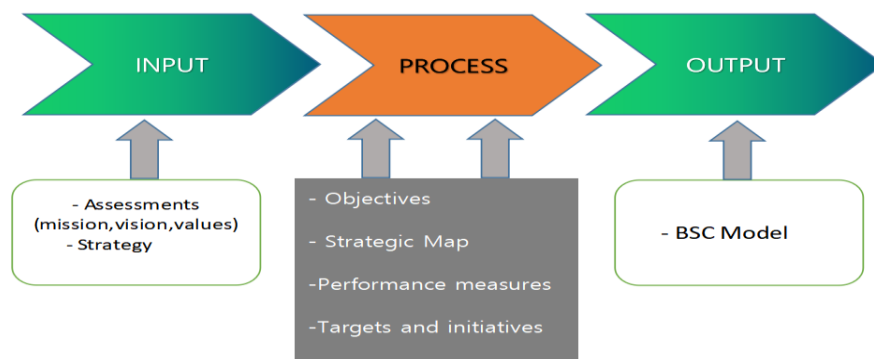 INPUT
PROCESS
OUTPUT
- Assessments
(mission,vision,values)
- Strategy
- Objectives
- Strategic Map
-Performance measures
-Targets and initiatives
- BSC Model